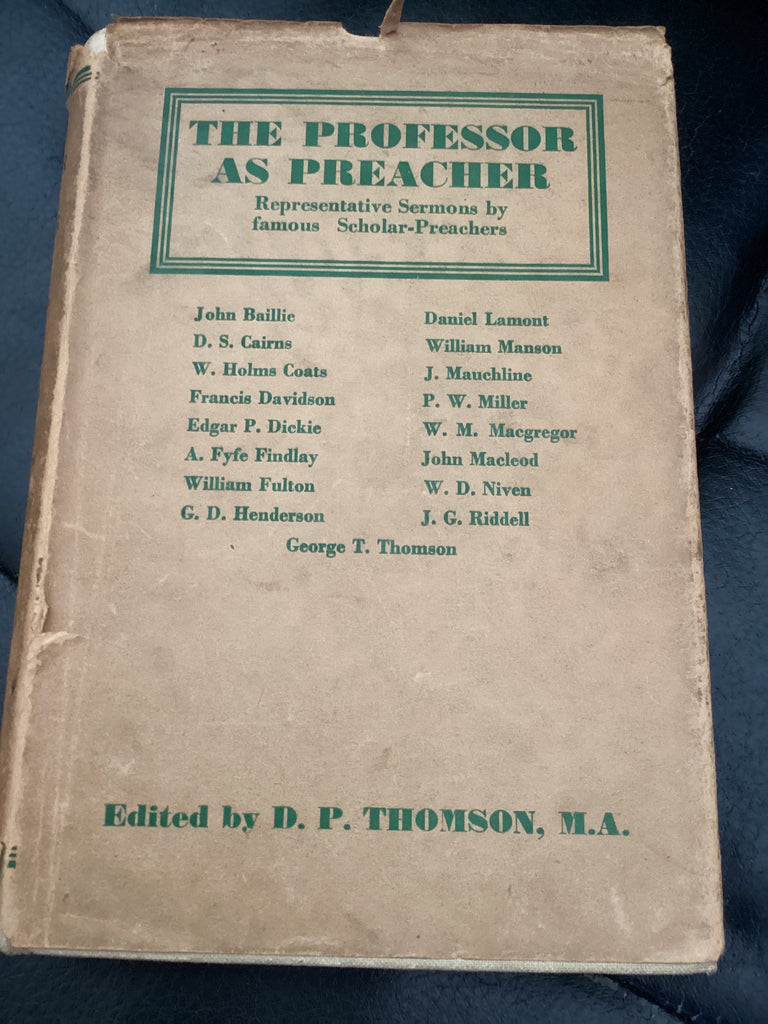 THE PROFESSOR
AS PREACHER
Representative Sermons by
famous Scholar-Preachers
John Baillie
D. S. Cairns
W. Holms Coats
Francis Davidson
Edgar P. Dickie
A. Fyfe Findlay
William Fulton
G. D. Henderson
Daniel Lamont
William Manson
J. Mauchline
P. W. Miller
W. M. Macgregor
John Macleod
W. D. Niven
J. G. Riddell
George T. Thomson
Edited by D. P. THOMSON, M.A.